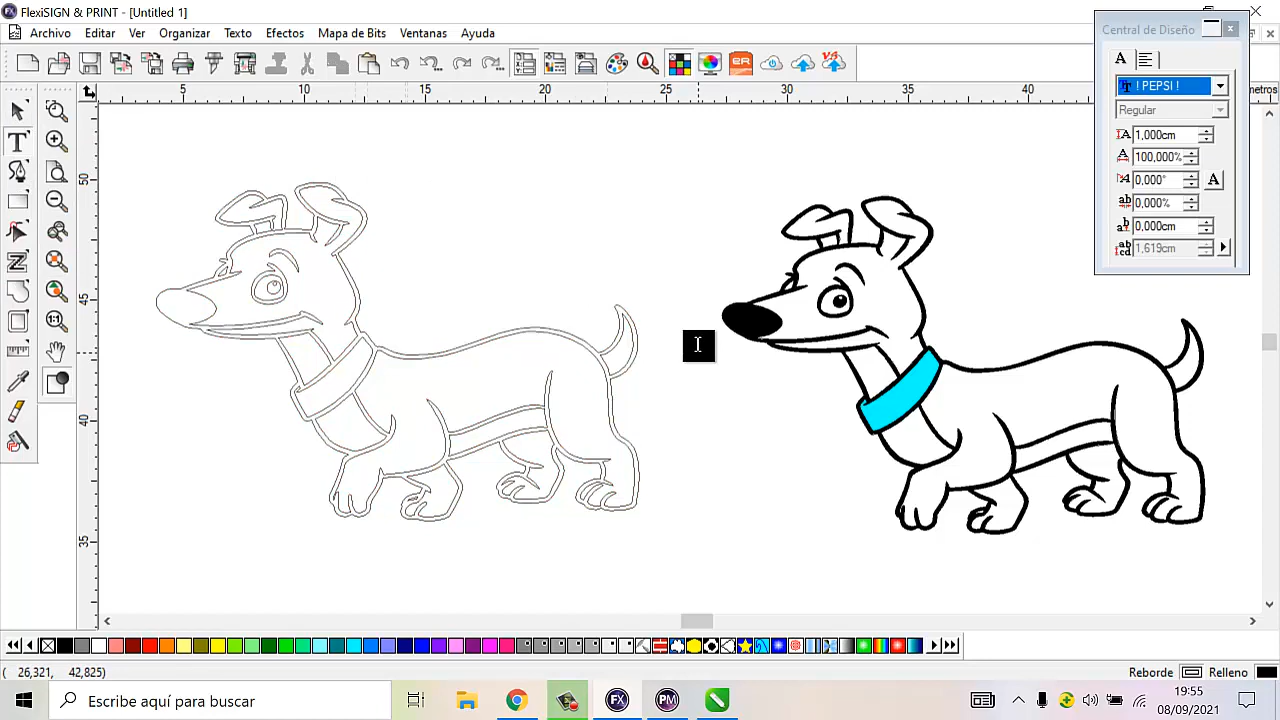 FlexiSIGN & PRINT - [Untitled 1]
Archivo Editar Ver Organizar Texto Efectos Mapa de Bits Ventanas Ayuda
Central de Diseño
! PEPSI !
Regular
1,000cm
100,000%
0,000°
0,000%
0,000cm
1,619cm
5 10 15 20 25 30 35 40
50
45
40
35
( 26,321, 42,825)
Reborde Relleno
Escribe aquí para buscar
19:55
08/09/2021